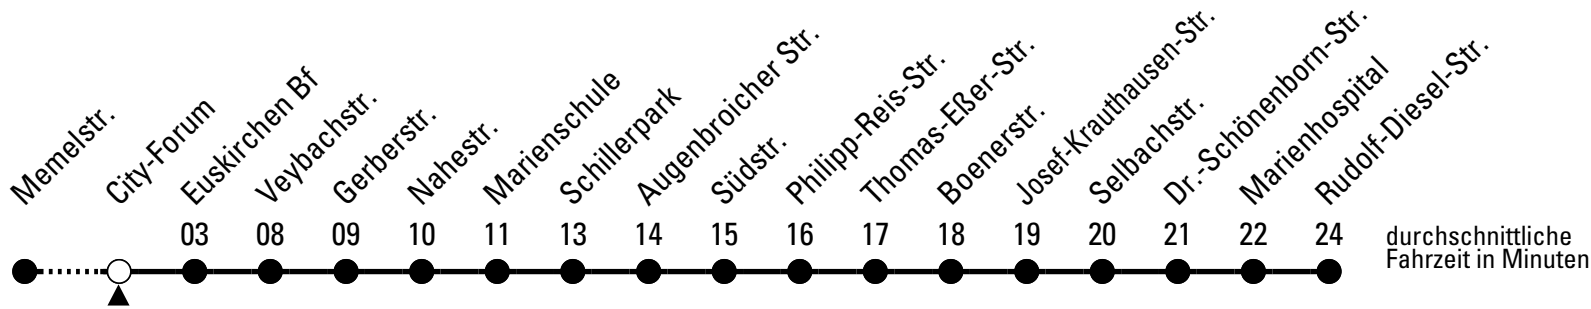 Memelstr.
City-Forum
Euskirchen Bf
Veybachstr.
Gerberstr.
Nahestr.
Marienschule
Schillerpark
Augenbroicher Str.
Südstr.
Philipp-Reis-Str.
Thomas-Eßer-Str.
Boenerstr.
Josef-Krauthausen-Str.
Selbachstr.
Dr.-Schönenborn-Str.
Marienhospital
Rudolf-Diesel-Str.
03 08 09 10 11 13 14 15 16 17 18 19 20 21 22 24
durchschnittliche
Fahrzeit in Minuten